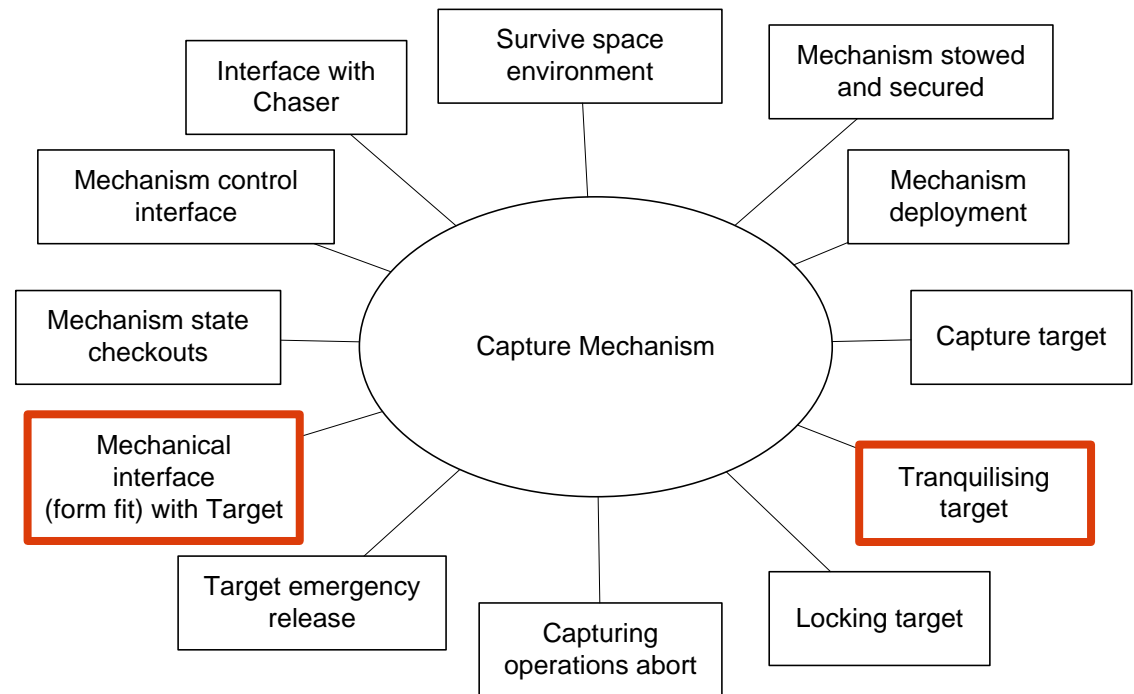 Survive space
environment
Mechanism stowed
and secured
Interface with
Chaser
Mechanism control
interface
Mechanism
deployment
Mechanism state
checkouts
Capture Mechanism
Capture target
Mechanical
interface
(form fit) with Target
Tranquilising
target
Target emergency
release
Capturing
operations abort
Locking target